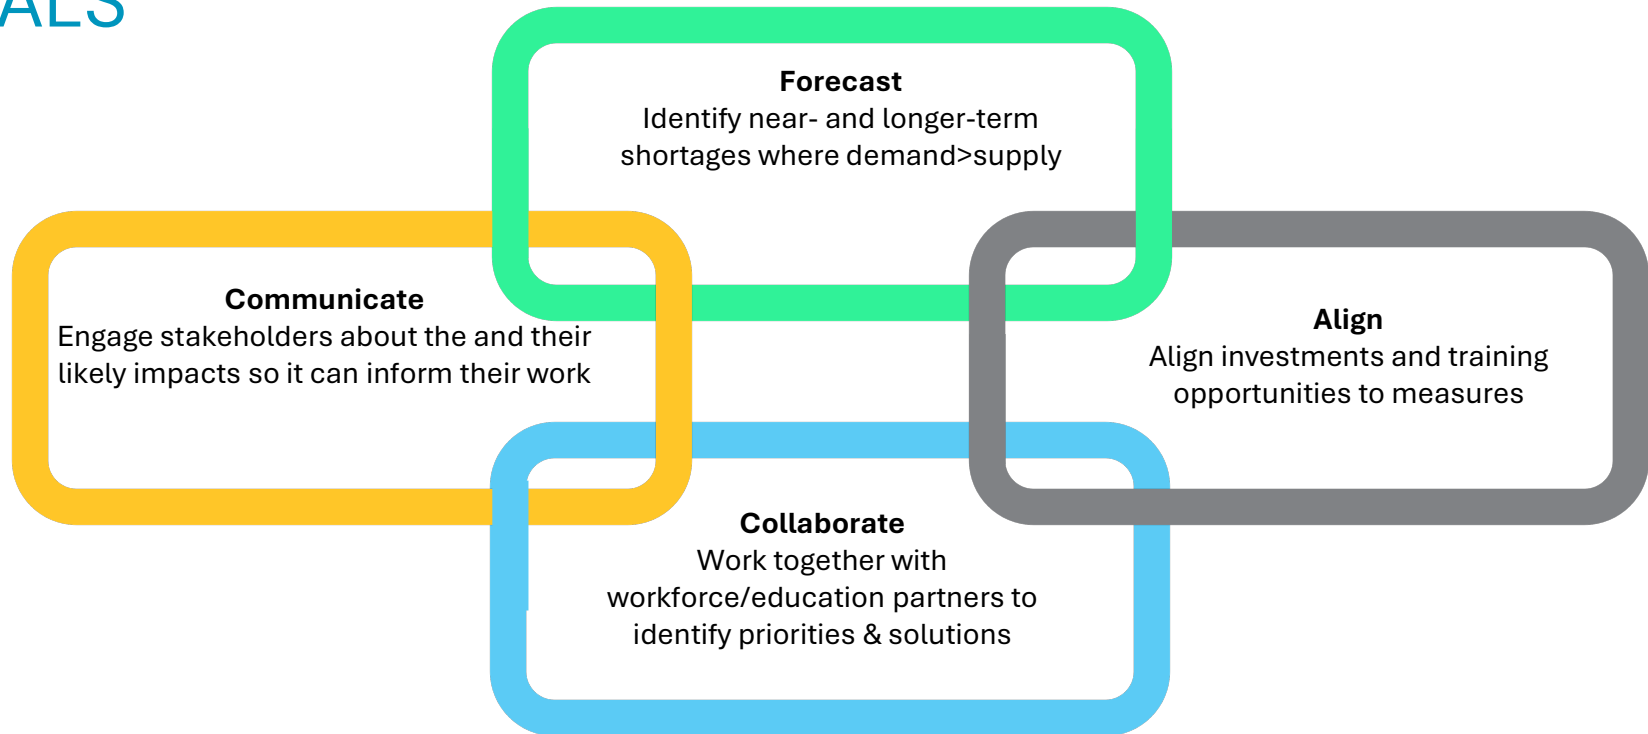 ALS
Forecast
Identify near- and longer-term
shortages where demand>supply
Communicate
Engage stakeholders about the and their
likely impacts so it can inform their work
Align
Align investments and training
opportunities to measures
Collaborate
Work together with
workforce/education partners to
identify priorities & solutions